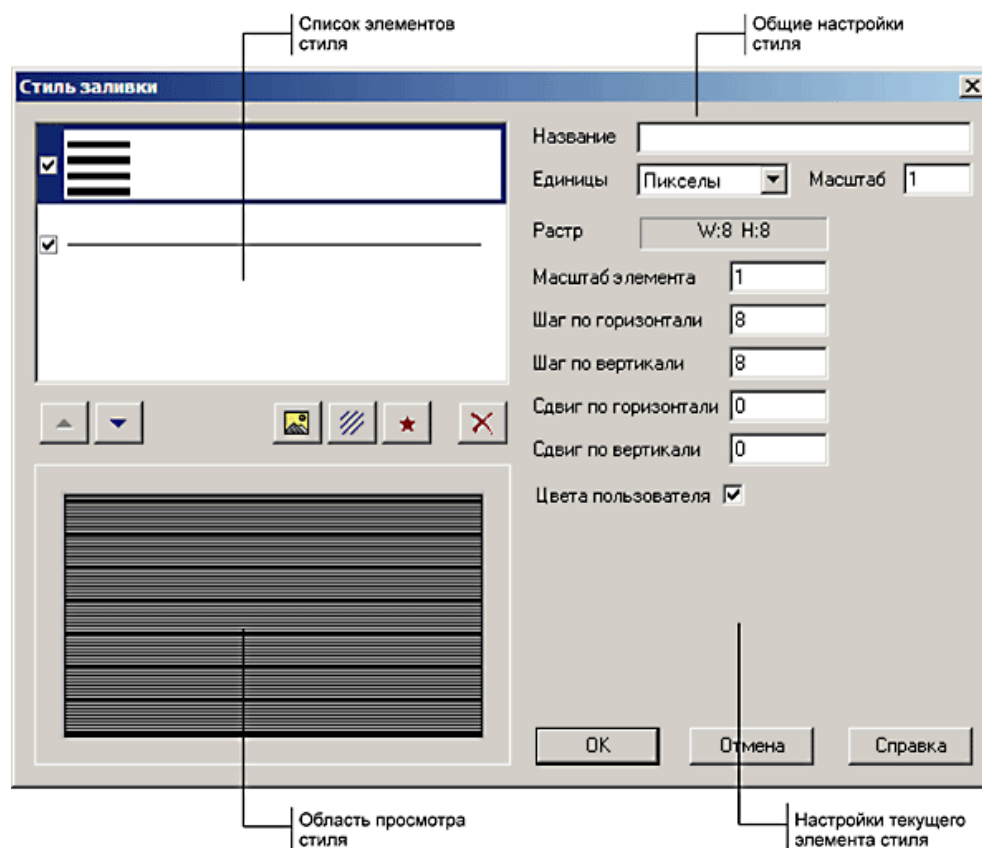 Список элементов
стиля
Общие настройки
стиля
Стиль заливки
Название
Единицы Пикселы Масштаб 1
Растр W:8 H:8
Масштаб элемента 1
Шаг по горизонтали 8
Шаг по вертикали 8
Сдвиг по горизонтали 0
Сдвиг по вертикали 0
Цвета пользователя
OK Отмена Справка
Область просмотра
стиля
Настройки текущего
элемента стиля